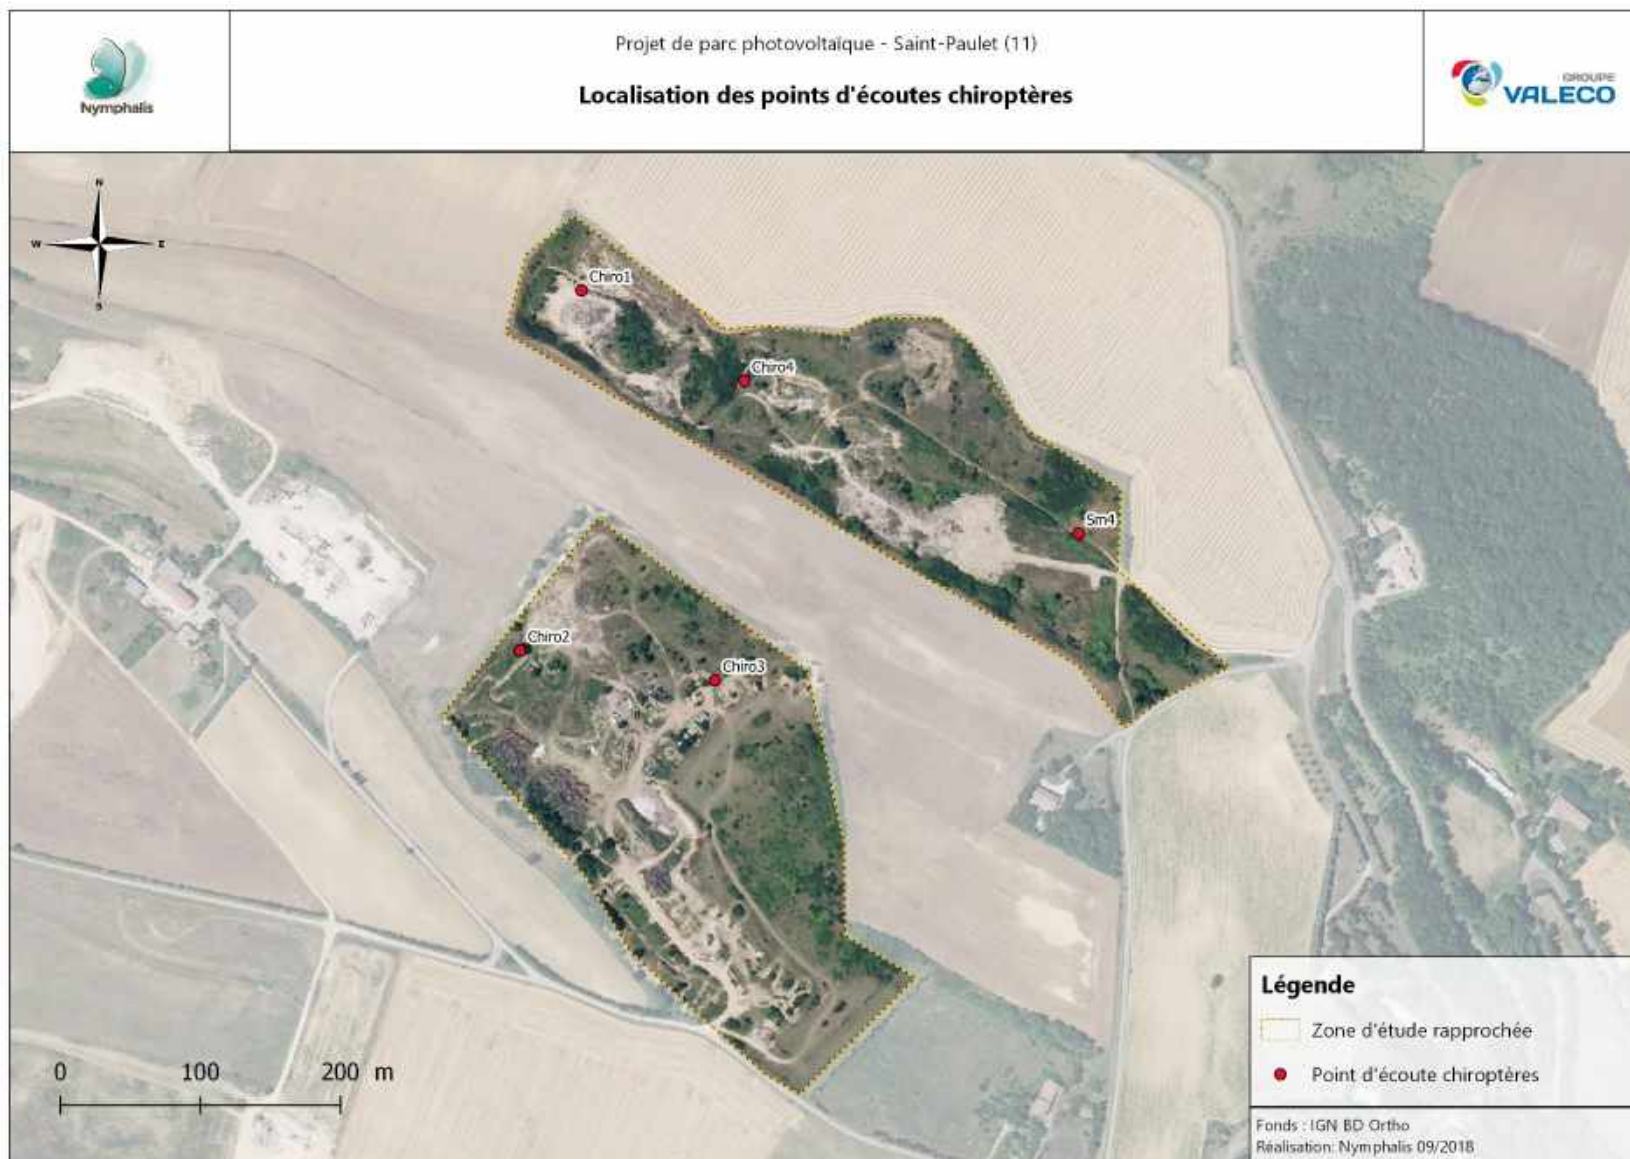 Projet de parc photovoltaïque - Saint-Paulet (11)
Localisation des points d'écoutes chiroptères
Nymphalis
GROUPE
VALECO
N
W
E
S
Chiro1
Chiro4
Sm4
Chiro2
Chiro3
0 100 200 m
Légende
Zone d'étude rapprochée
Point d'écoute chiroptères
Fonds : IGN BD Ortho
Réalisation: Nymphalis 09/2018